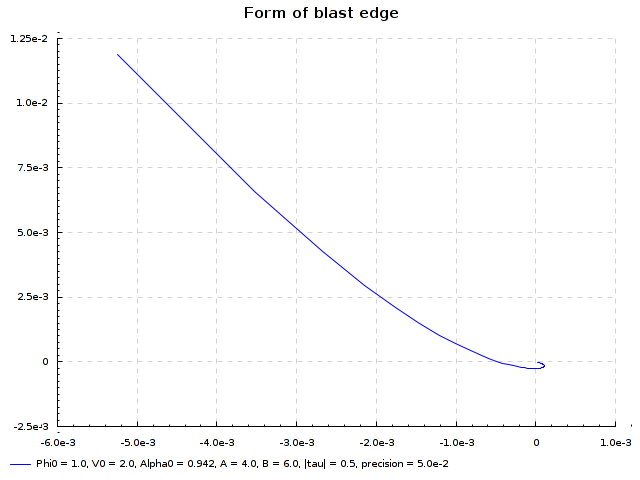 Form of blast edge
1.25e-2
1.0e-2
7.5e-3
5.0e-3
2.5e-3
0
-2.5e-3
-6.0e-3 -5.0e-3 -4.0e-3 -3.0e-3 -2.0e-3 -1.0e-3 0 1.0e-3
Phi0 = 1.0, V0 = 2.0, Alpha0 = 0.942, A = 4.0, B = 6.0, |tau| = 0.5, precision = 5.0e-2